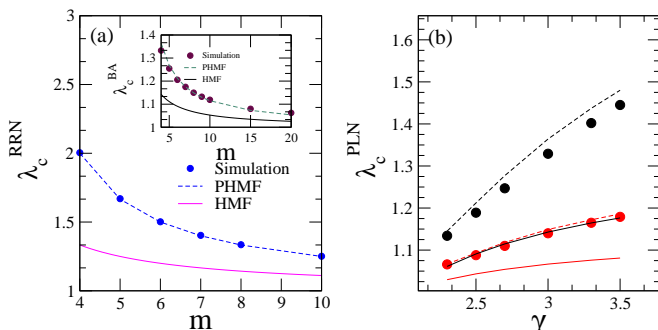 (a)
3
2.5
2
1.5
1
λc^RRN
4 5 6 7 8 9 10
m
Simulation
PHMF
HMF
1.4
1.3
1.2
1.1
1
λc^BA
5 10 15 20
m
Simulation
PHMF
HMF
(b)
1.6
1.5
1.4
1.3
1.2
1.1
λc^PLN
2.5 3 3.5
γ